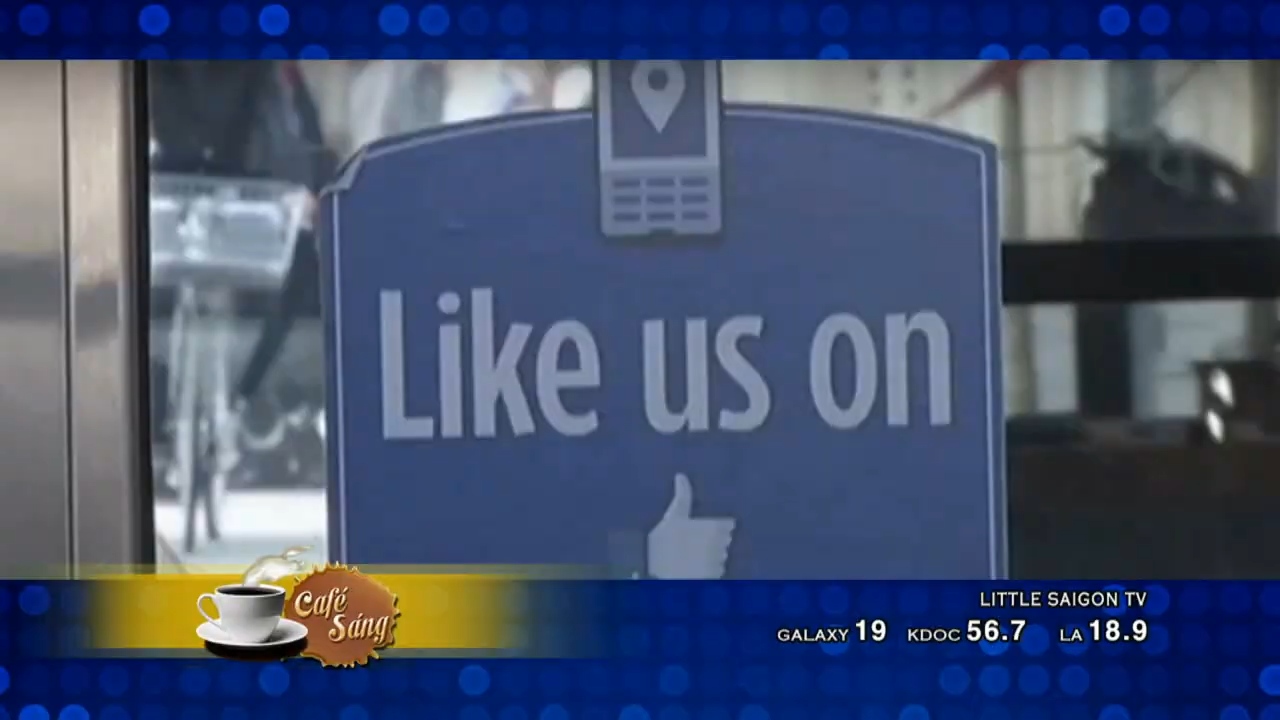 Like us on
Café
Sáng
LITTLE SAIGON TV
GALAXY 19 KDOC 56.7 LA 18.9